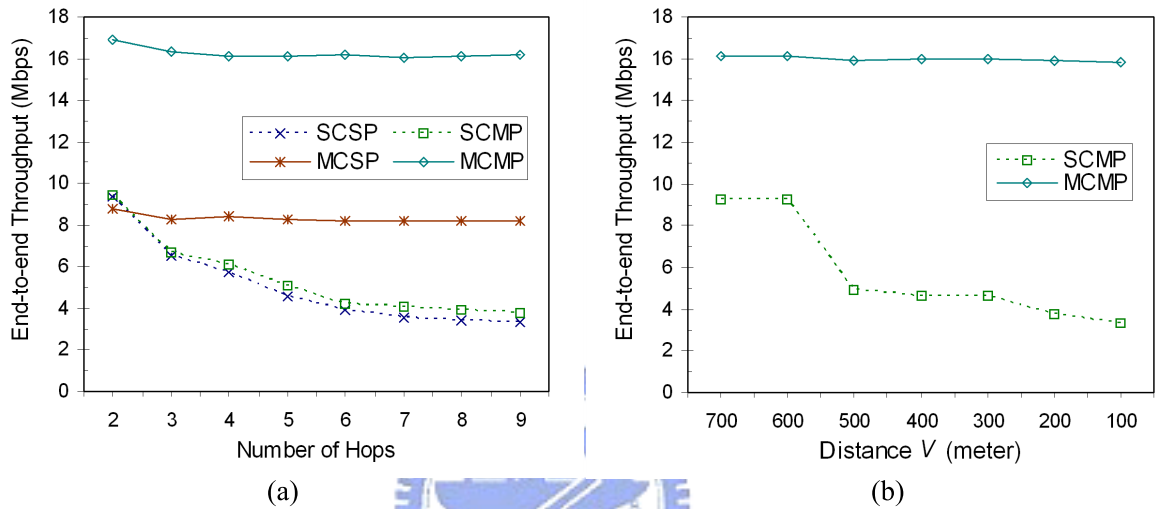 18
16
14
12
10
8
6
4
2
0
End-to-end Throughput (Mbps)
SCSP
SCMP
MCSP
MCMP
2 3 4 5 6 7 8 9
Number of Hops
(a)
18
16
14
12
10
8
6
4
2
0
End-to-end Throughput (Mbps)
SCMP
MCMP
700 600 500 400 300 200 100
Distance V (meter)
(b)